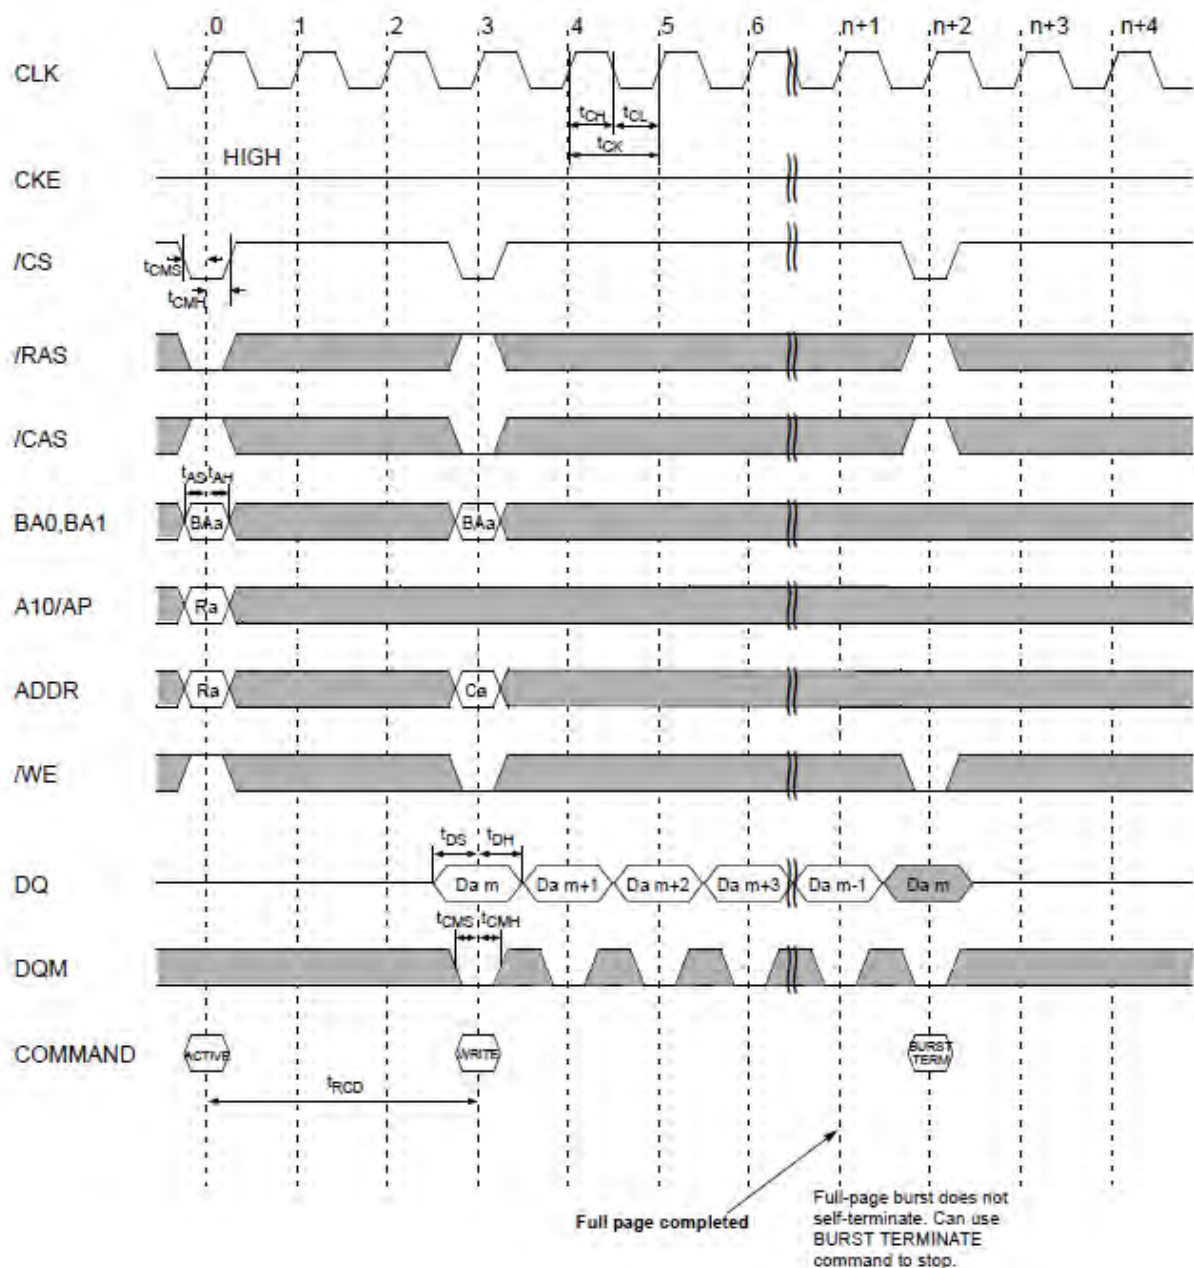 0 1 2 3 4 5 6 n+1 n+2 n+3 n+4
CLK
tCH tCL
tCK
HIGH
CKE
/CS
tCMS
tCMH
/RAS
/CAS
tAS tAH
BA0,BA1 BAa BAa
A10/AP Ra
ADDR Ra Ca
/WE
tDS tDH
DQ Da m Da m+1 Da m+2 Da m+3 Da m-1 Da m
tCMS tCMH
DQM
COMMAND ACTIVE WRITE BURST
TERM
tRCD
Full page completed
Full-page burst does not
self-terminate. Can use
BURST TERMINATE
command to stop.